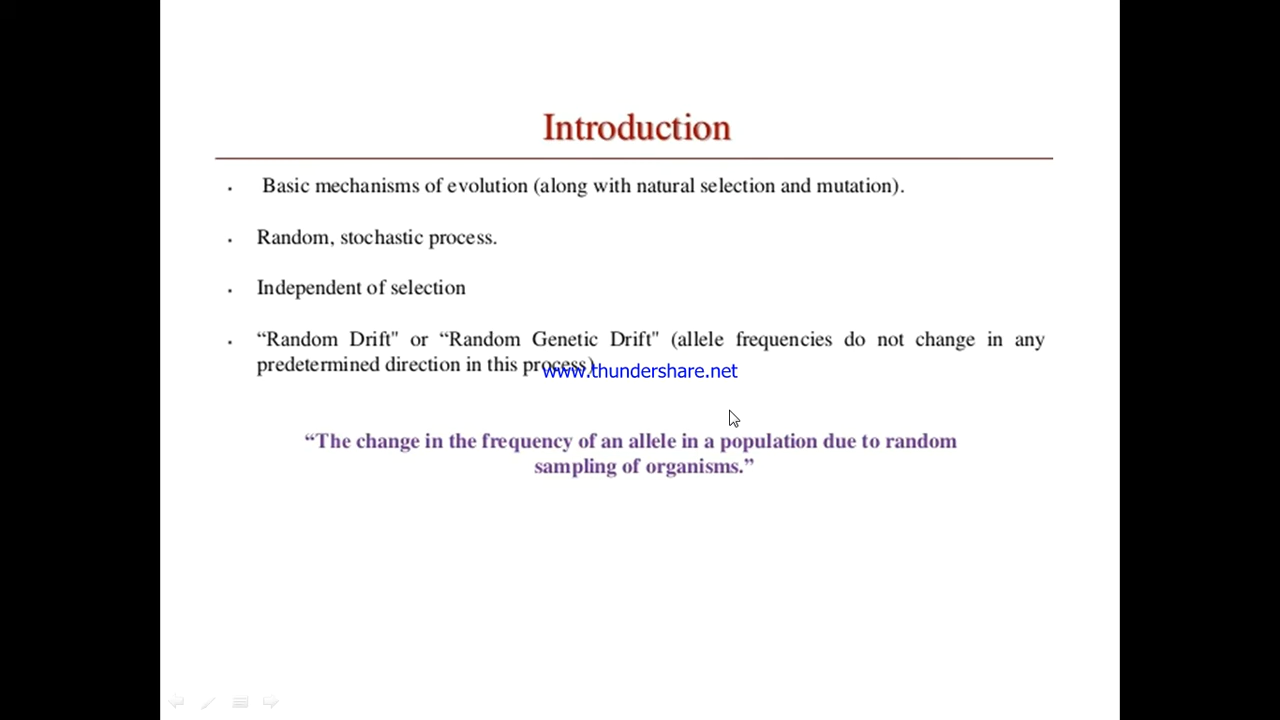 Introduction
▪ Basic mechanisms of evolution (along with natural selection and mutation).
▪ Random, stochastic process.
▪ Independent of selection
▪ “Random Drift" or “Random Genetic Drift" (allele frequencies do not change in any
predetermined direction in this process)
www.thundershare.net
“The change in the frequency of an allele in a population due to random
sampling of organisms.”